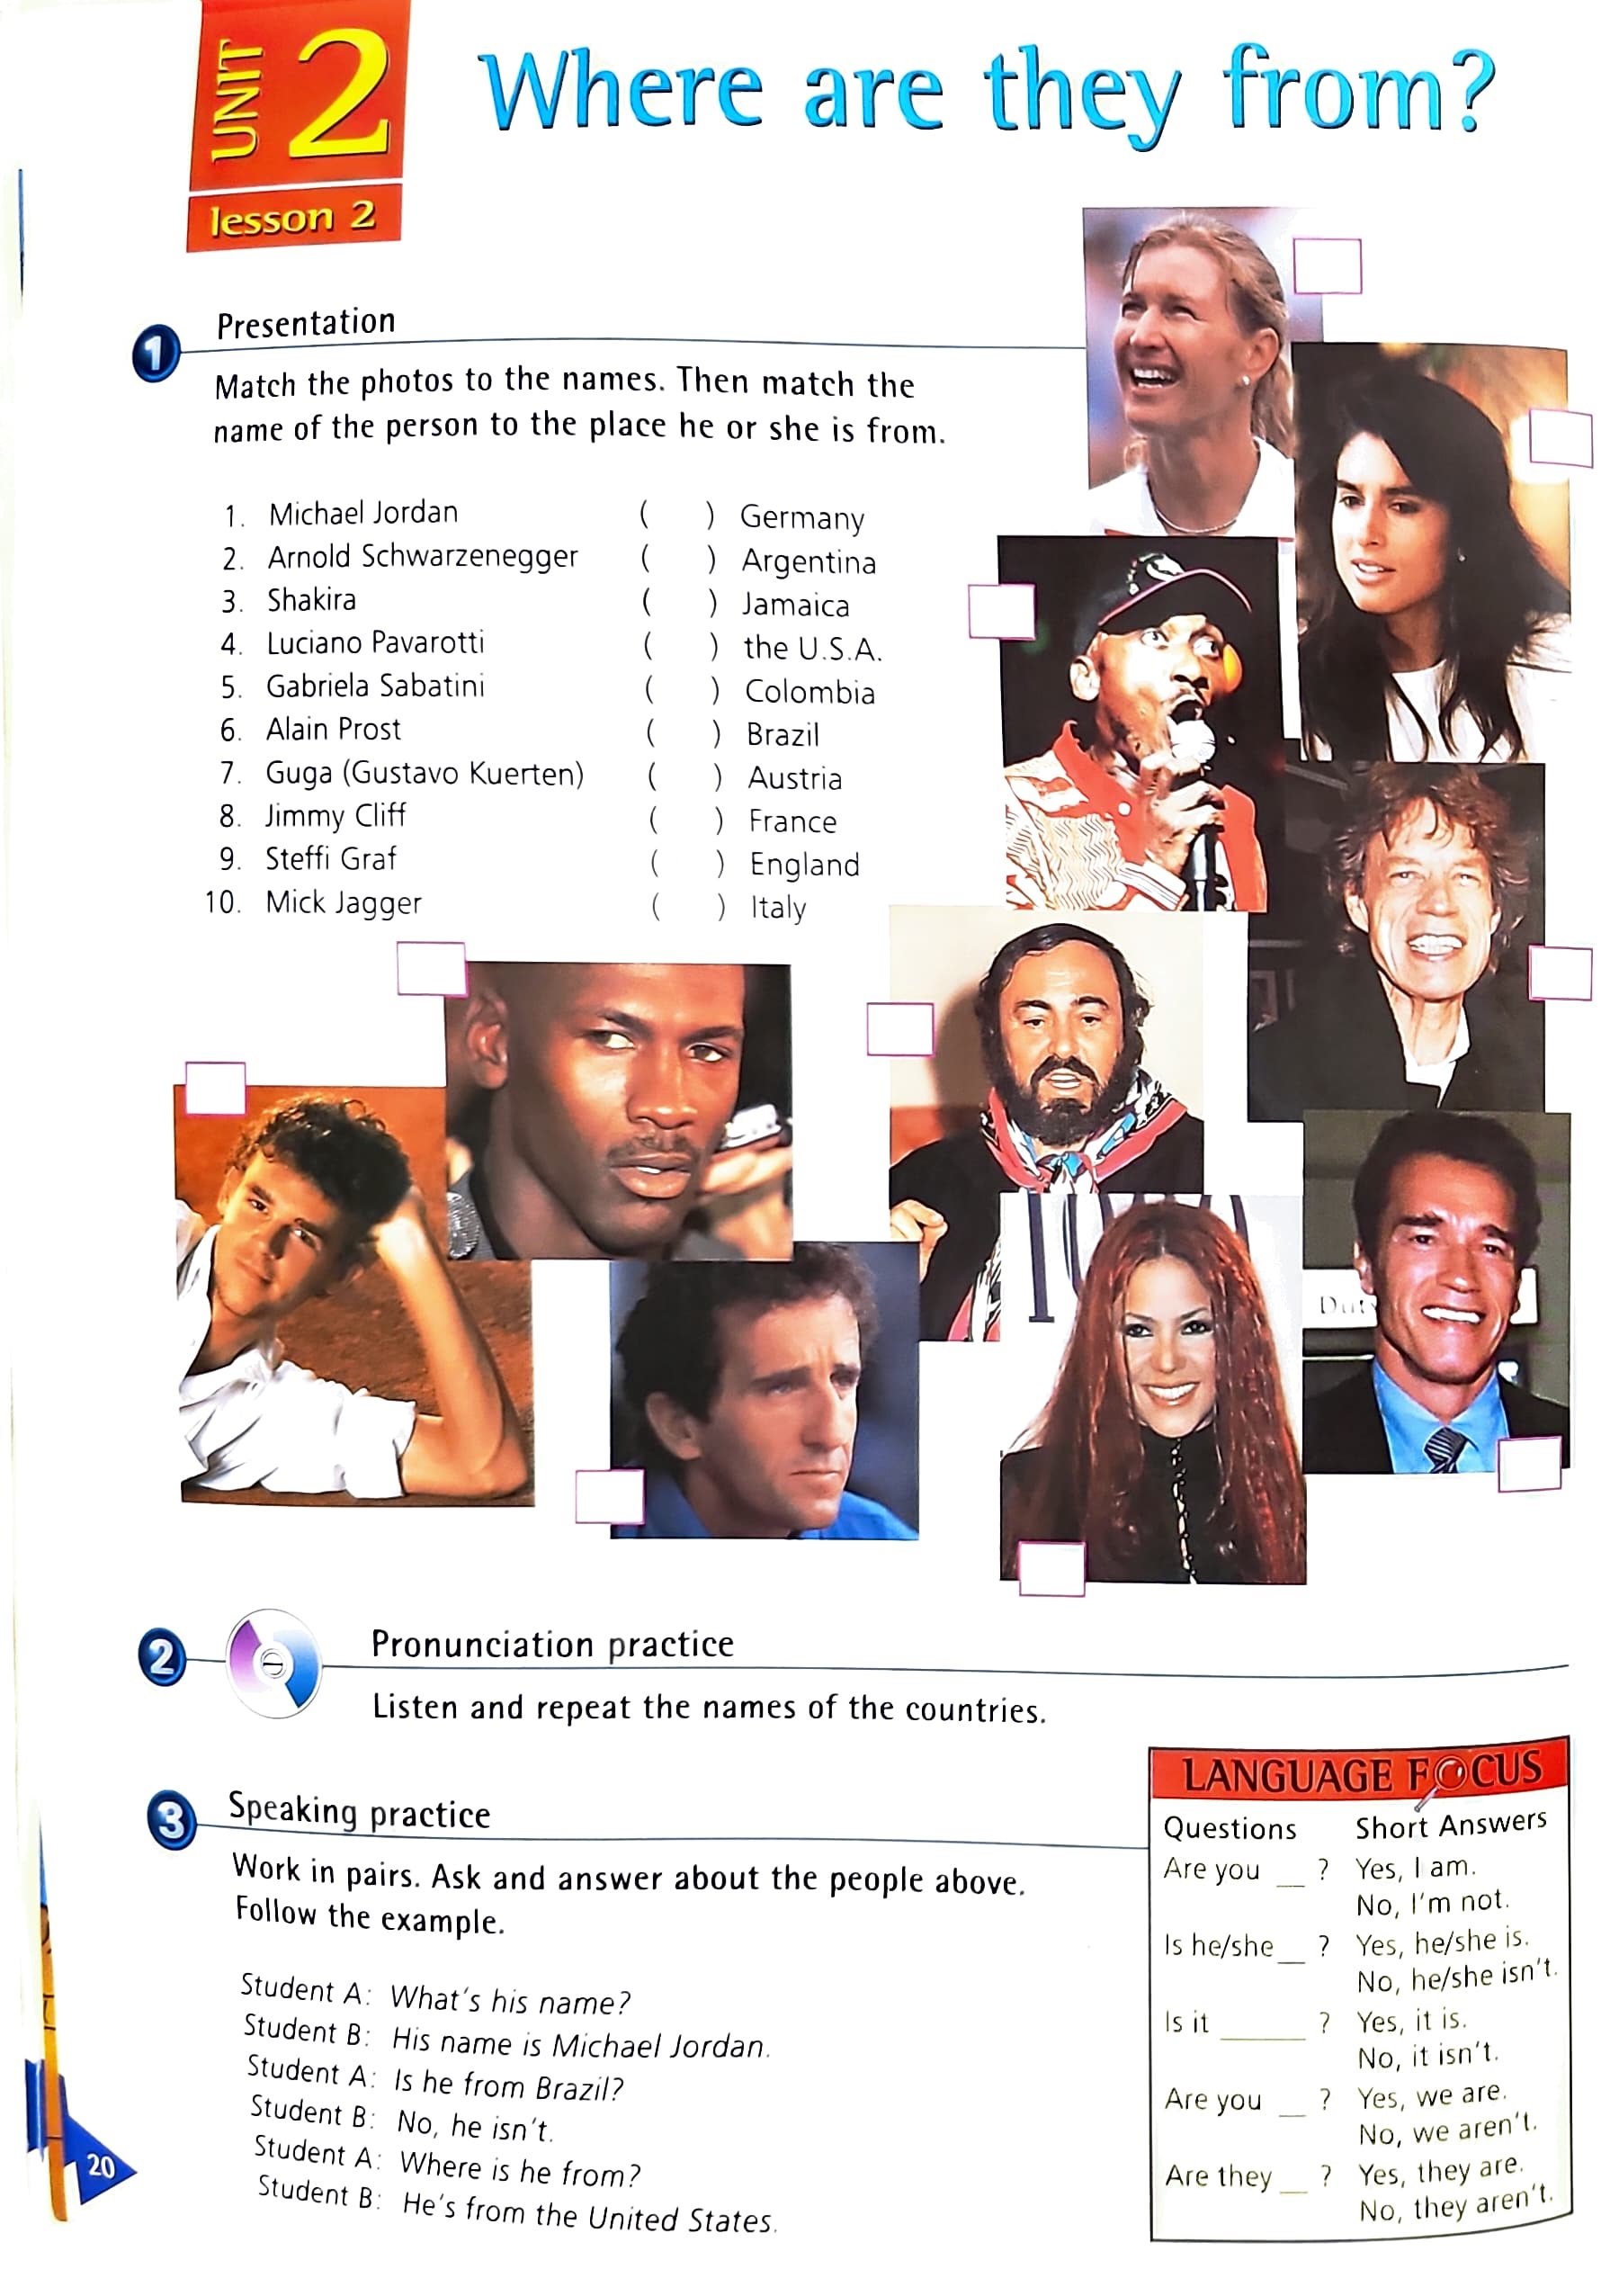 UNIT 2
lesson 2
Where are they from?
1 Presentation
Match the photos to the names. Then match the
name of the person to the place he or she is from.
1. Michael Jordan ( ) Germany
2. Arnold Schwarzenegger ( ) Argentina
3. Shakira ( ) Jamaica
4. Luciano Pavarotti ( ) the U.S.A.
5. Gabriela Sabatini ( ) Colombia
6. Alain Prost ( ) Brazil
7. Guga (Gustavo Kuerten) ( ) Austria
8. Jimmy Cliff ( ) France
9. Steffi Graf ( ) England
10. Mick Jagger ( ) Italy
2 Pronunciation practice
Listen and repeat the names of the countries.
3 Speaking practice
Work in pairs. Ask and answer about the people above.
Follow the example.
Student A: What's his name?
Student B: His name is Michael Jordan.
Student A: Is he from Brazil?
Student B: No, he isn't.
Student A: Where is he from?
Student B: He's from the United States.
LANGUAGE FOCUS
Questions Short Answers
Are you __ ? Yes, I am.
No, I'm not.
Is he/she __ ? Yes, he/she is.
No, he/she isn't.
Is it ______ ? Yes, it is.
No, it isn't.
Are you __ ? Yes, we are.
No, we aren't.
Are they __ ? Yes, they are.
No, they aren't.
20